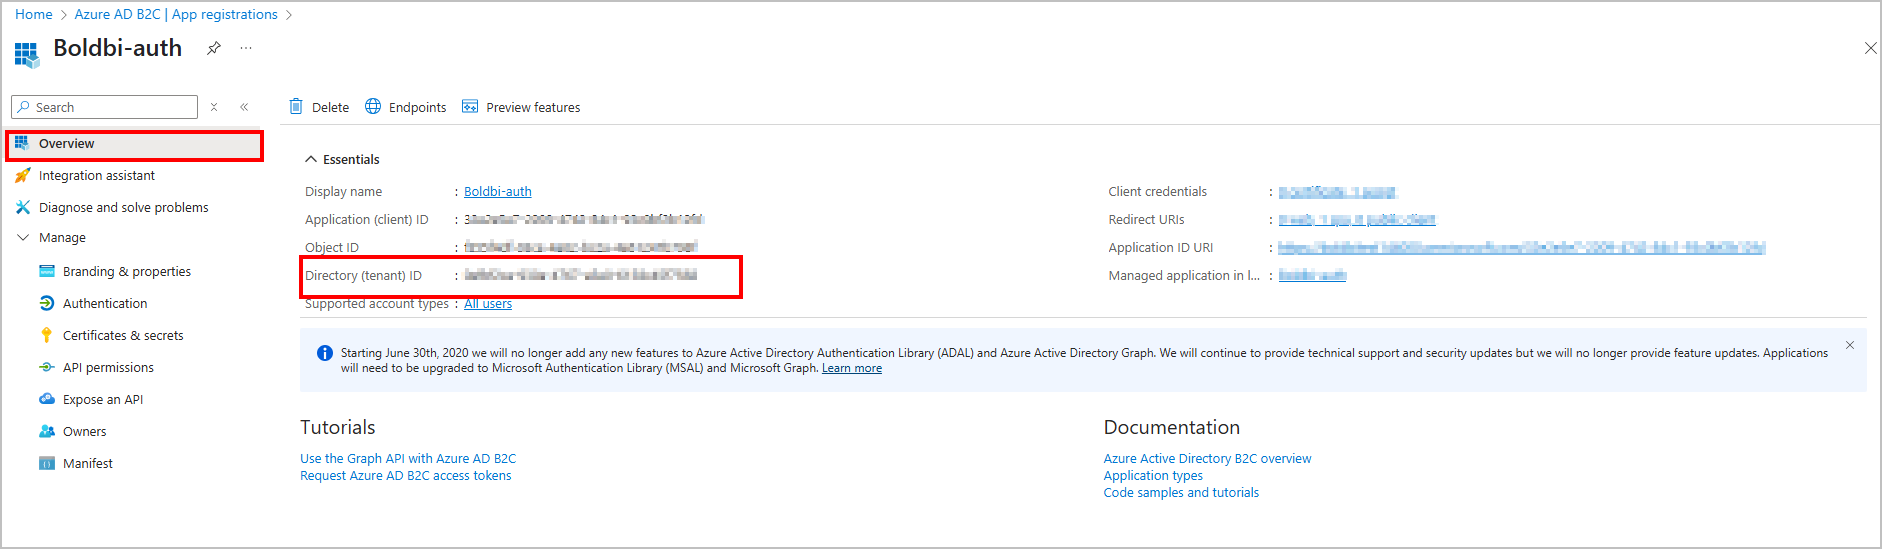 Home > Azure AD B2C | App registrations >
Boldbi-auth
Search
Overview
Integration assistant
Diagnose and solve problems
Manage
Branding & properties
Authentication
Certificates & secrets
API permissions
Expose an API
Owners
Manifest
Delete Endpoints Preview features
Essentials
Display name : Boldbi-auth
Application (client) ID :
Object ID :
Directory (tenant) ID :
Supported account types : All users
Client credentials :
Redirect URIs :
Application ID URI :
Managed application in l... :
Starting June 30th, 2020 we will no longer add any new features to Azure Active Directory Authentication Library (ADAL) and Azure Active Directory Graph. We will continue to provide technical support and security updates but we will no longer provide feature updates. Applications
will need to be upgraded to Microsoft Authentication Library (MSAL) and Microsoft Graph. Learn more
Tutorials
Use the Graph API with Azure AD B2C
Request Azure AD B2C access tokens
Documentation
Azure Active Directory B2C overview
Application types
Code samples and tutorials